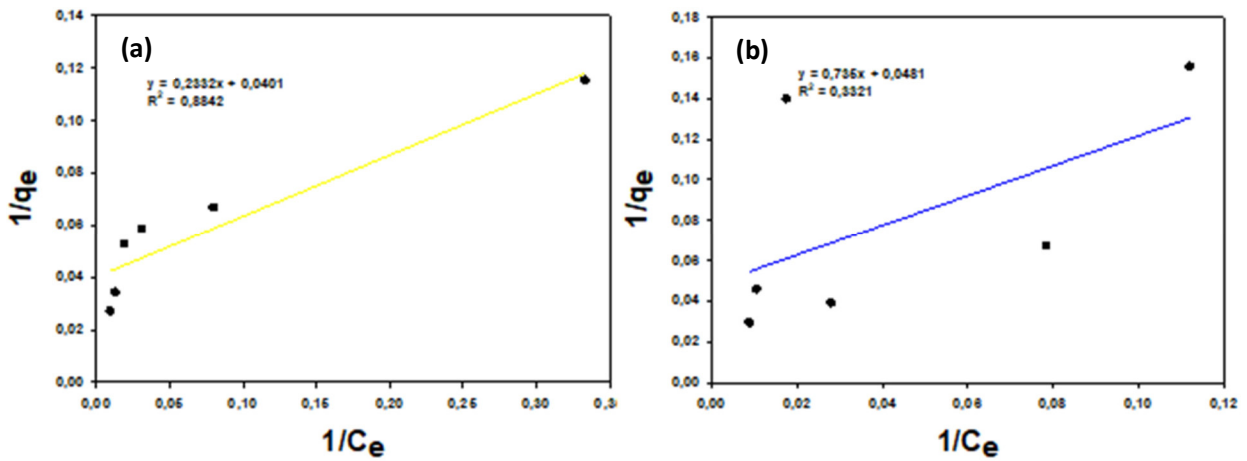 (a)
y = 0,2332x + 0,0401
R² = 0,8842
1/qe
0,14
0,12
0,10
0,08
0,06
0,04
0,02
0,00
0,00 0,05 0,10 0,15 0,20 0,25 0,30 0,3
1/Ce
(b)
y = 0,735x + 0,0481
R² = 0,3321
1/qe
0,18
0,16
0,14
0,12
0,10
0,08
0,06
0,04
0,02
0,00
0,00 0,02 0,04 0,06 0,08 0,10 0,12
1/Ce